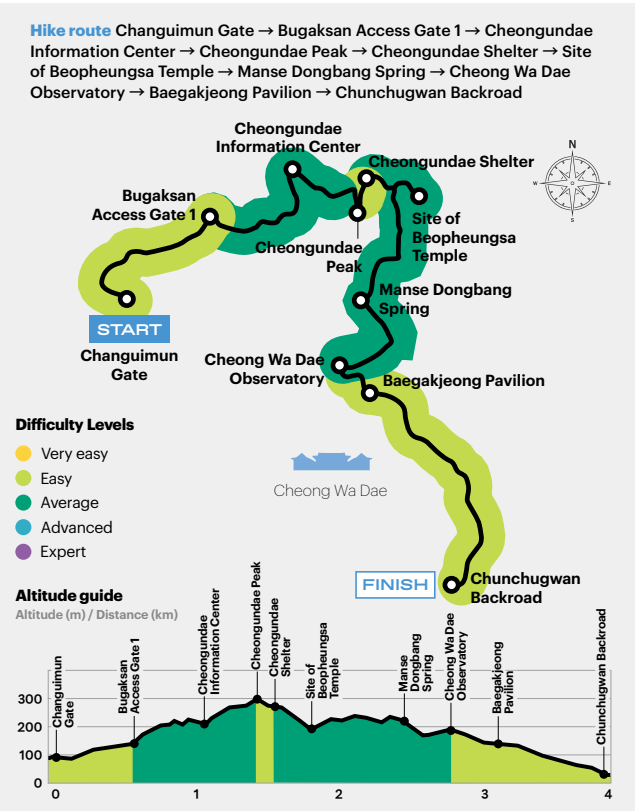 Hike route Changuimun Gate → Bugaksan Access Gate 1 → Cheongundae
Information Center → Cheongundae Peak → Cheongundae Shelter → Site
of Beopheungsa Temple → Manse Dongbang Spring → Cheong Wa Dae
Observatory → Baegakjeong Pavilion → Chunchugwan Backroad
Cheongundae
Information Center
Cheongundae Shelter
N
W
E
S
Bugaksan
Access Gate 1
Cheongundae
Peak
Site of
Beopheungsa
Temple
Manse Dongbang
Spring
START
Changuimun
Gate
Cheong Wa Dae
Observatory
Baegakjeong Pavilion
Difficulty Levels
Very easy
Easy
Average
Advanced
Expert
Cheong Wa Dae
FINISH
Chunchugwan
Backroad
Altitude guide
Altitude (m) / Distance (km)
Changuimun
Gate
Bugaksan
Access Gate 1
Cheongundae
Information Center
Cheongundae Peak
Cheongundae
Shelter
Site of
Beopheungsa
Temple
Manse
Dongbang
Spring
Cheong Wa Dae
Observatory
Baegakjeong
Pavilion
Chunchugwan Backroad
300
200
100
0
0
1
2
3
4